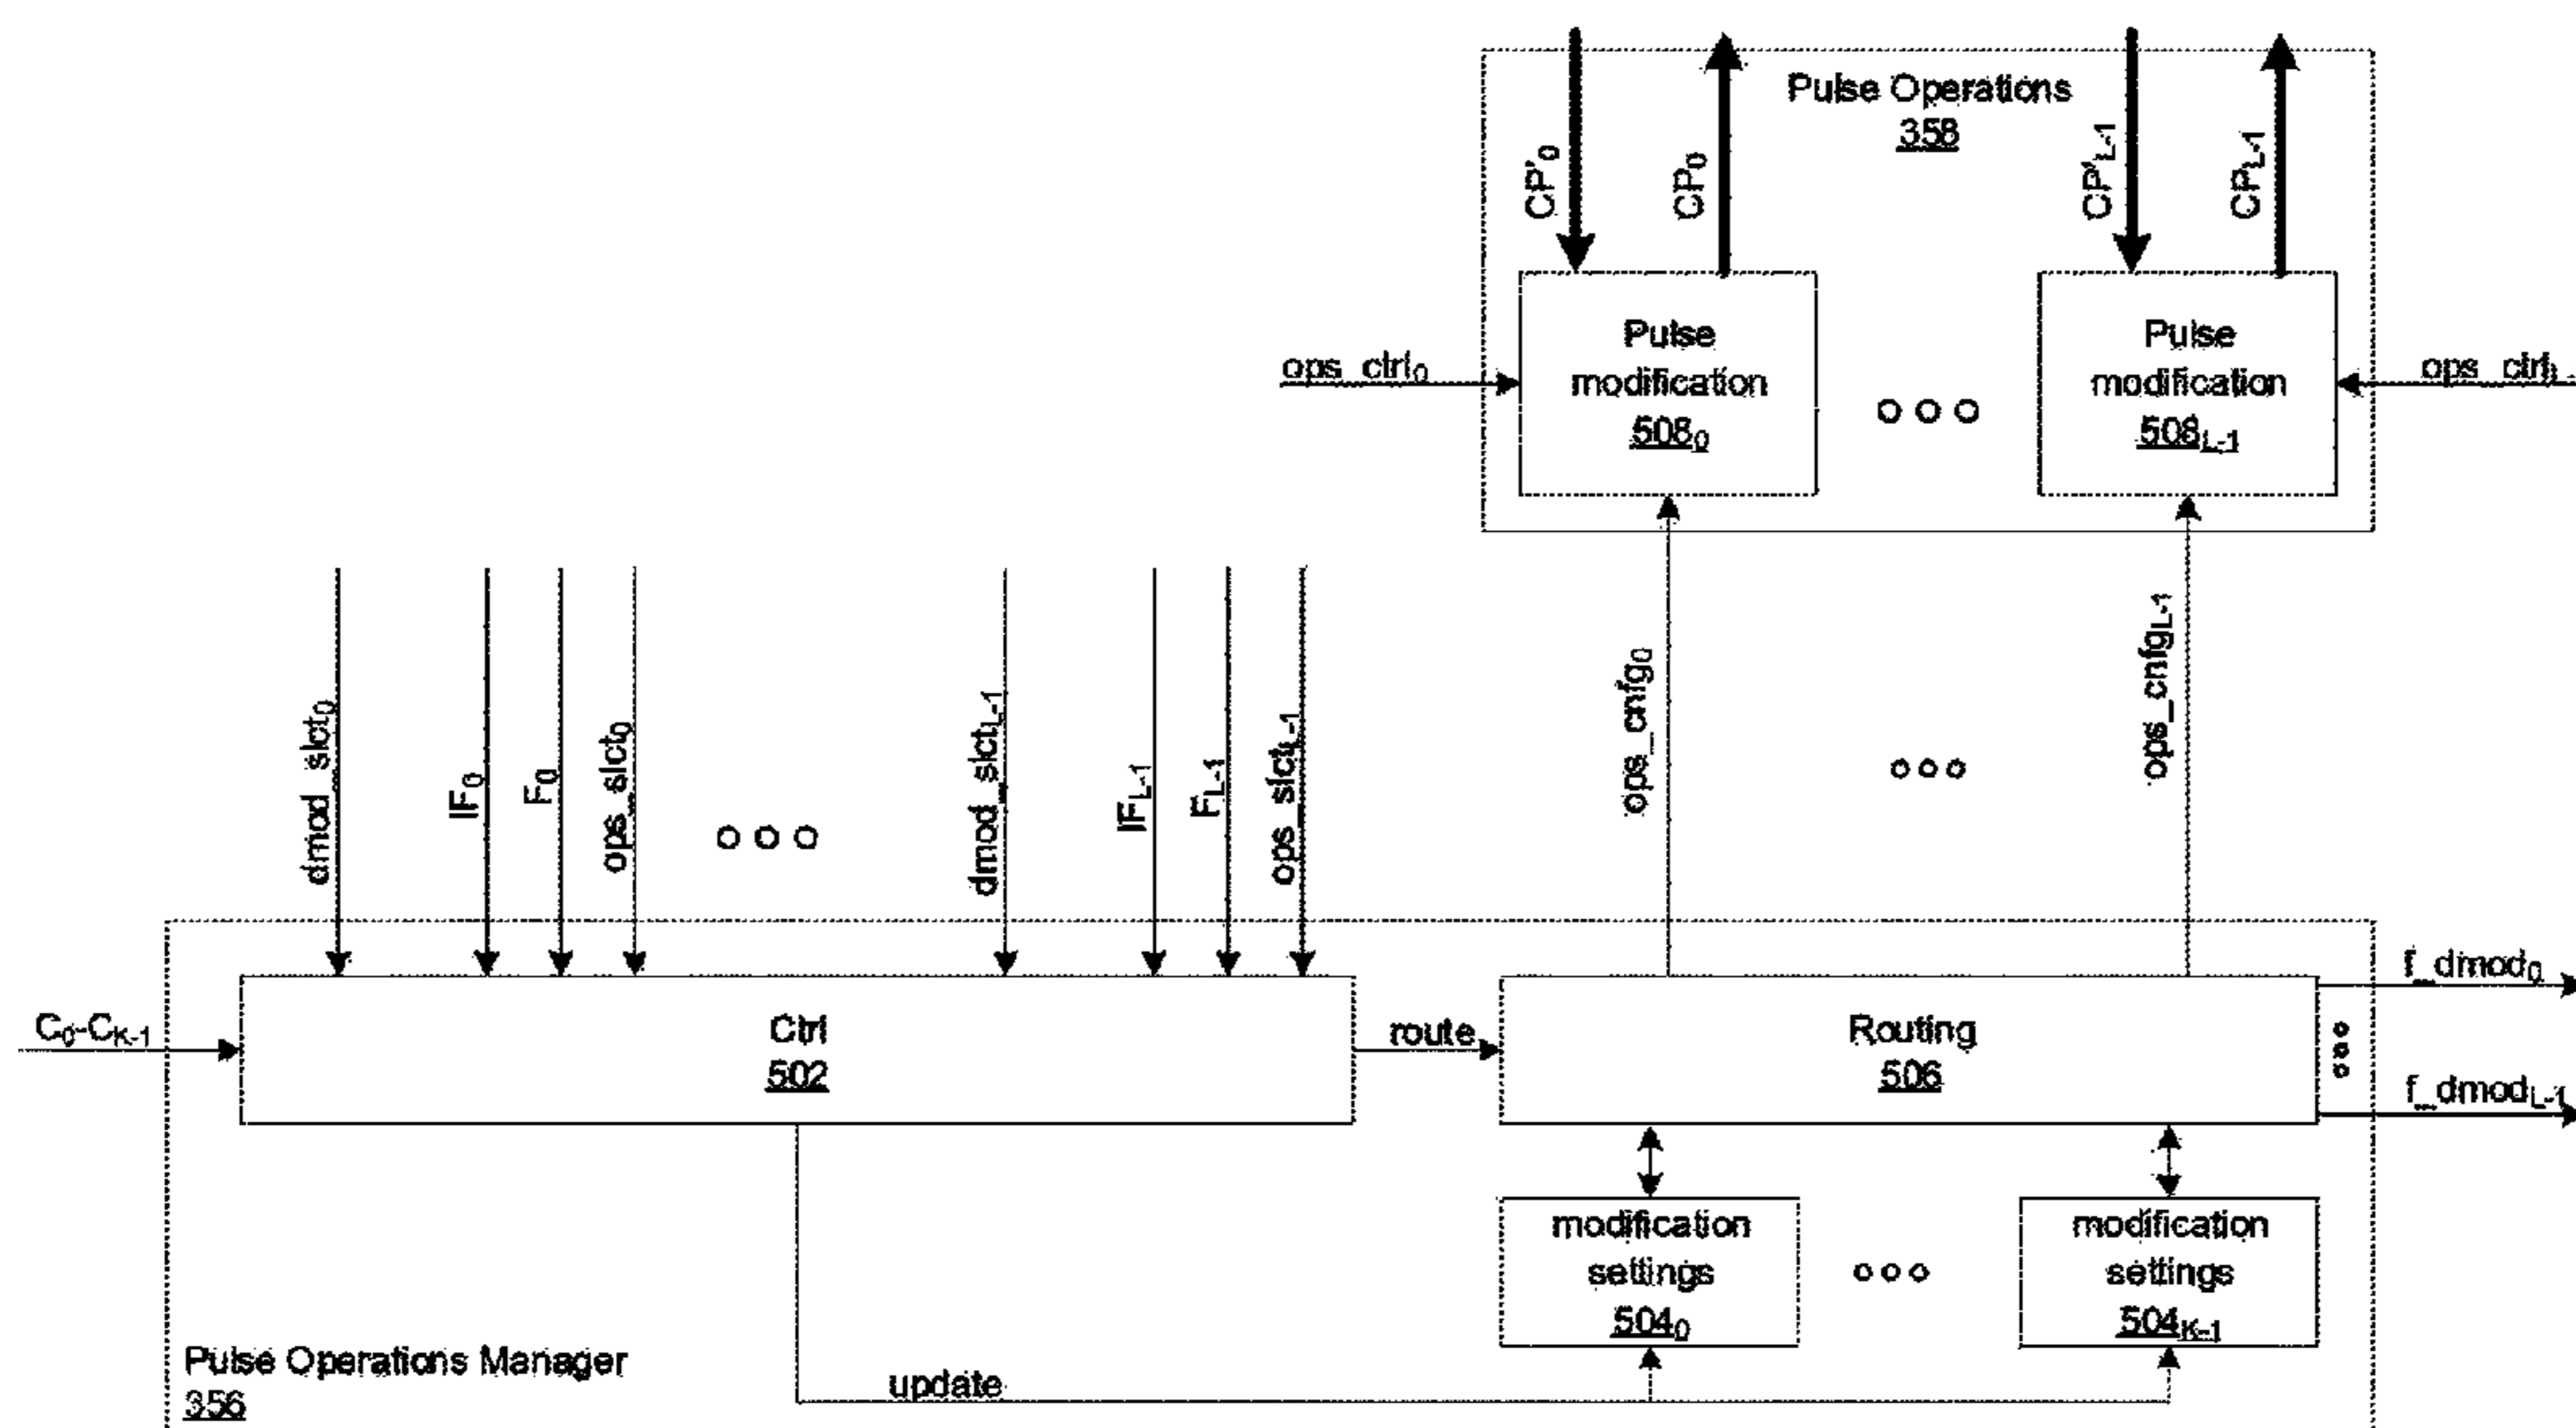 Pulse Operations
358
CP'₀
CP₀
CP'L-1
CPL-1
Pulse
modification
508₀
Pulse
modification
508L-1
ops_ctrl₀
ops_ctrl
dmod_slct₀
IF₀
F₀
ops_slct₀
dmod_slctL-1
IFL-1
FL-1
ops_slctL-1
ops_cnfg₀
ops_cnfgL-1
C₀-CK-1
Ctrl
502
route
Routing
506
f_dmod₀
f_dmodL-1
modification
settings
504₀
modification
settings
504K-1
update
Pulse Operations Manager
356